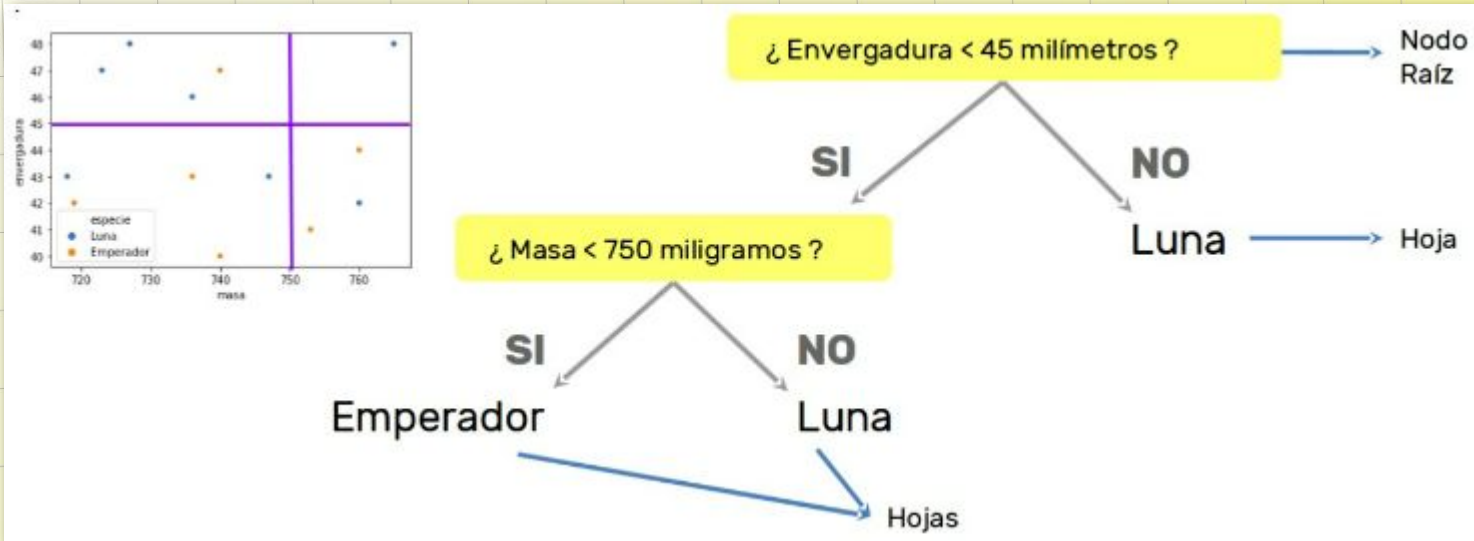 48
47
46
45
44
43
42
41
40
envergadura
especie
Luna
Emperador
720 730 740 750 760
masa
¿ Envergadura < 45 milímetros ?
Nodo
Raíz
SI
NO
¿ Masa < 750 miligramos ?
Luna
Hoja
SI
NO
Emperador
Luna
Hojas